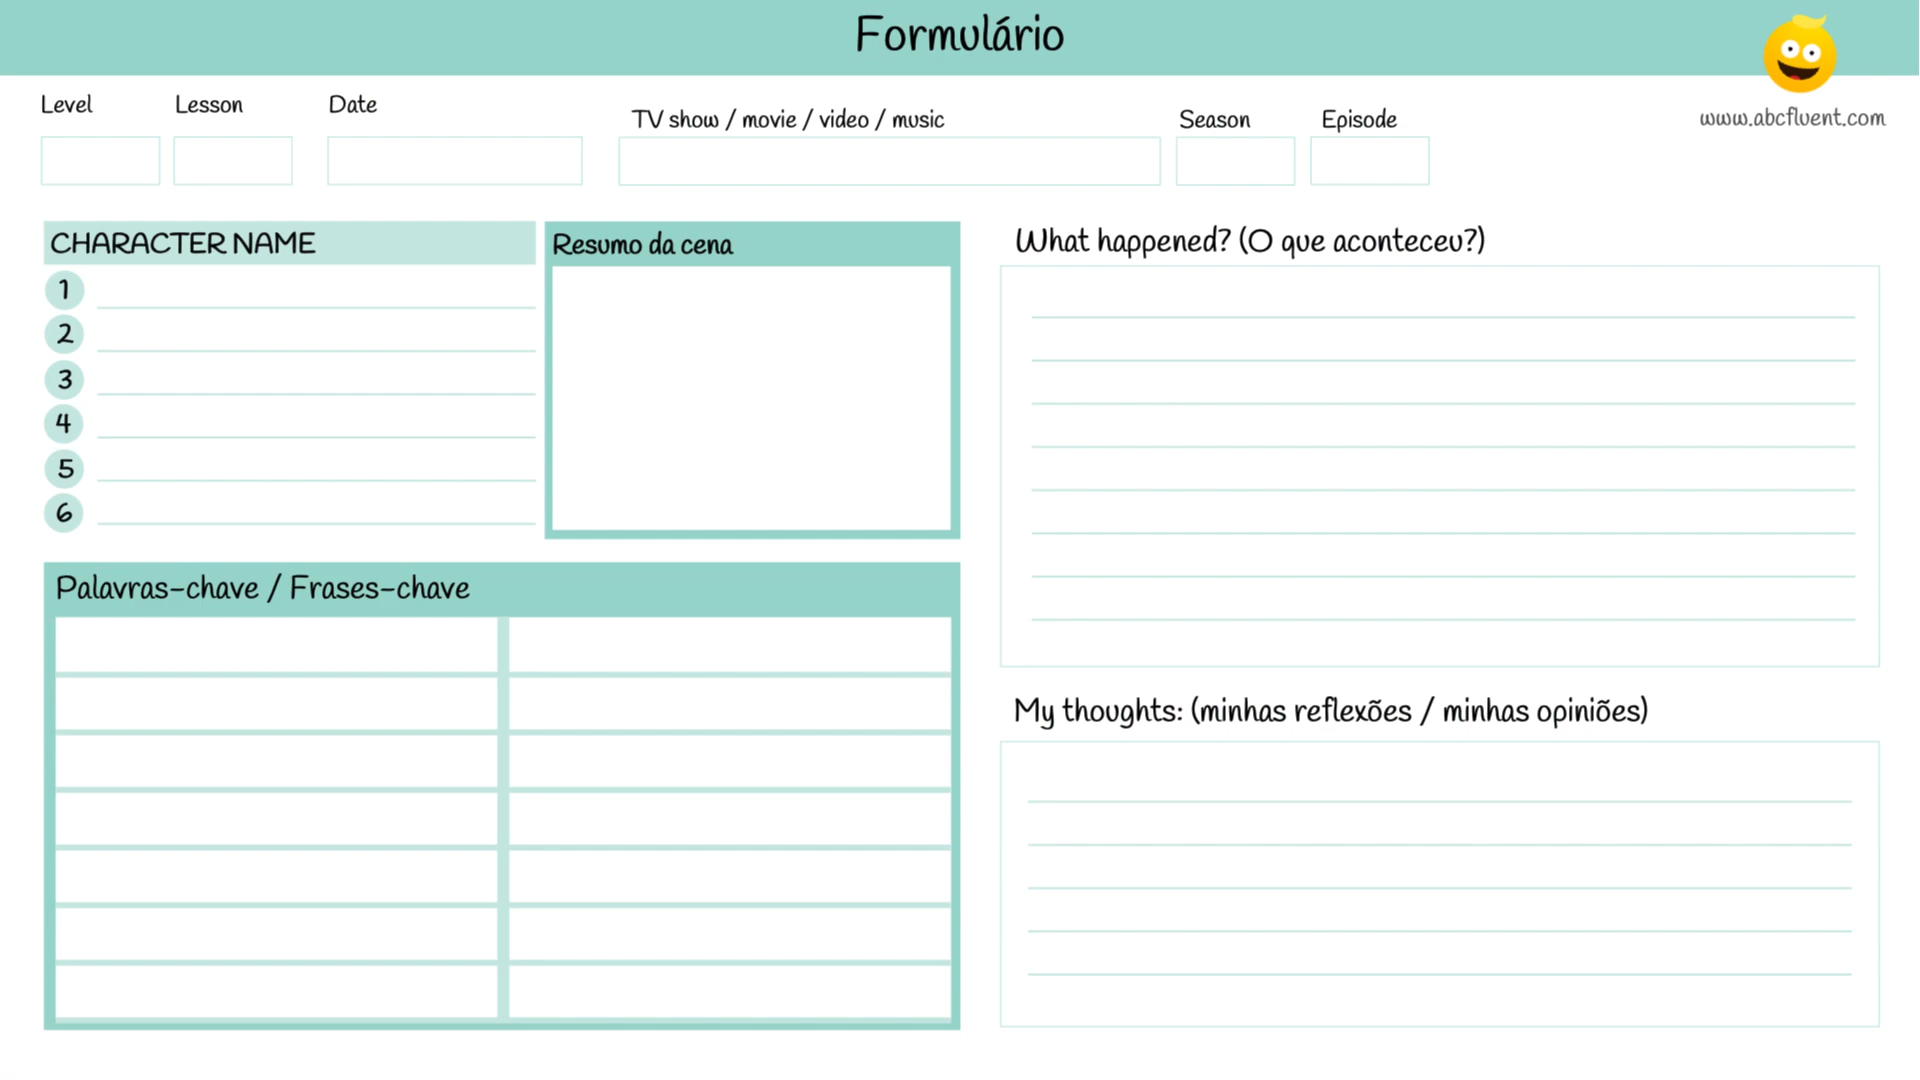 Formulário
Level
Lesson
Date
TV show / movie / video / music
Season
Episode
www.abcfluent.com
CHARACTER NAME
1
2
3
4
5
6
Resumo da cena
Palavras-chave / Frases-chave
What happened? (O que aconteceu?)
My thoughts: (minhas reflexões / minhas opiniões)